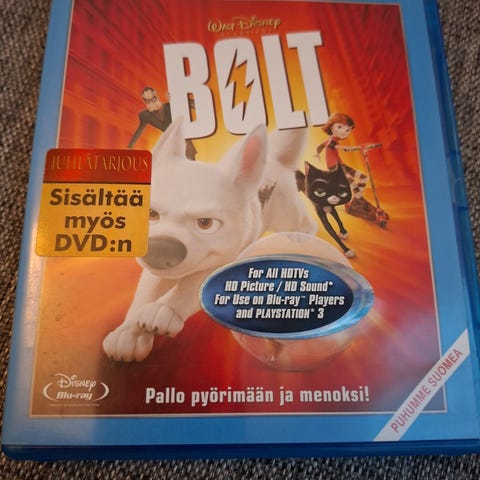 WALT DISNEY
BOLT
JUHLATARJOUS
Sisältää
myös
DVD:n
For All HDTVs
HD Picture / HD Sound*
For Use on Blu-ray™ Players
and PLAYSTATION® 3
Disney
Blu-ray
Pallo pyörimään ja menoksi!
PUHUMME SUOMEA